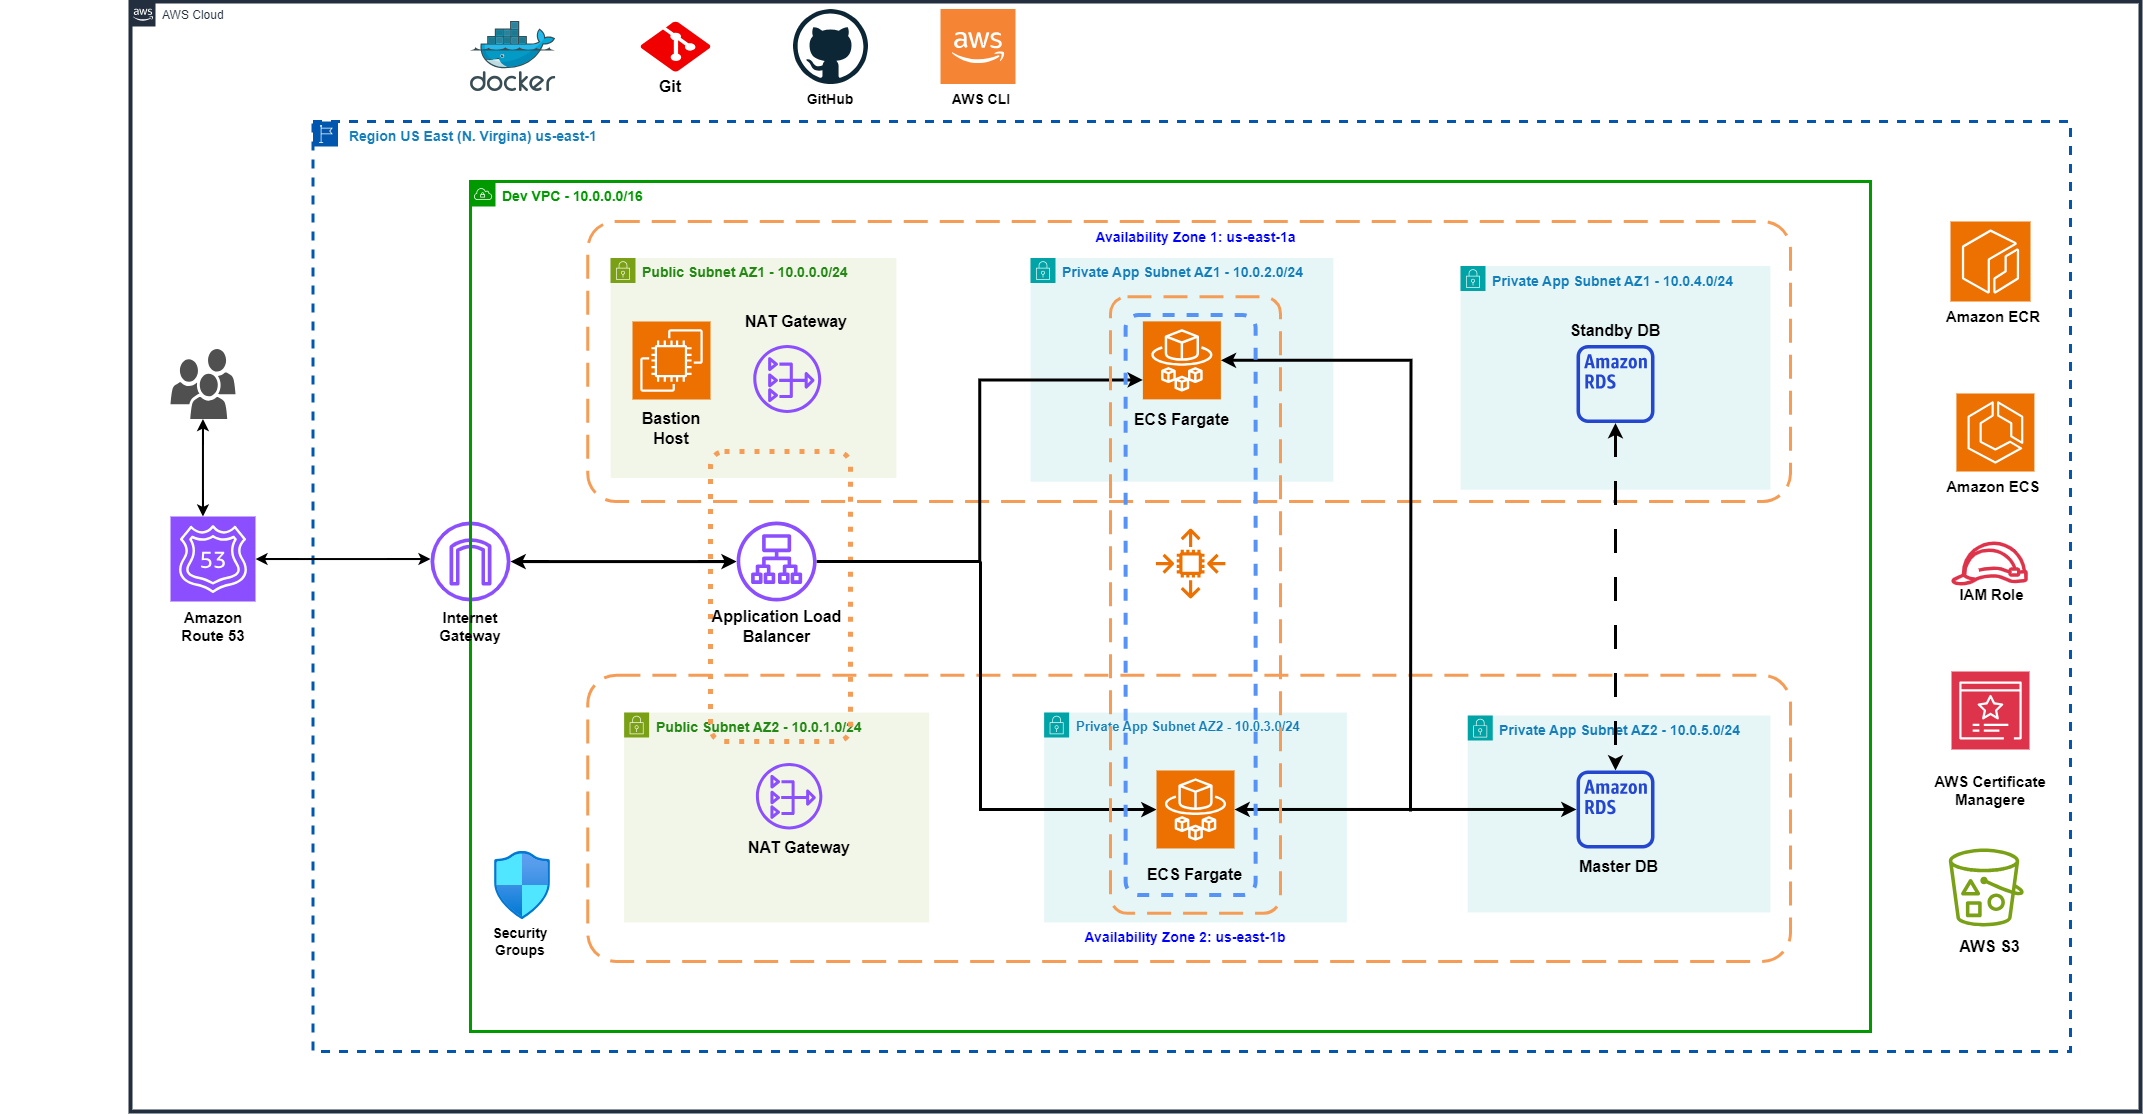 aws
AWS Cloud
docker
Git
GitHub
aws
AWS CLI
Region US East (N. Virgina) us-east-1
Dev VPC - 10.0.0.0/16
Availability Zone 1: us-east-1a
Public Subnet AZ1 - 10.0.0.0/24
Private App Subnet AZ1 - 10.0.2.0/24
Private App Subnet AZ1 - 10.0.4.0/24
NAT Gateway
Bastion
Host
ECS Fargate
Standby DB
Amazon
RDS
Amazon ECR
Amazon ECS
53
Amazon
Route 53
Internet
Gateway
Application Load
Balancer
IAM Role
Public Subnet AZ2 - 10.0.1.0/24
Private App Subnet AZ2 - 10.0.3.0/24
Private App Subnet AZ2 - 10.0.5.0/24
NAT Gateway
ECS Fargate
Amazon
RDS
Master DB
AWS Certificate
Managere
Security
Groups
Availability Zone 2: us-east-1b
AWS S3